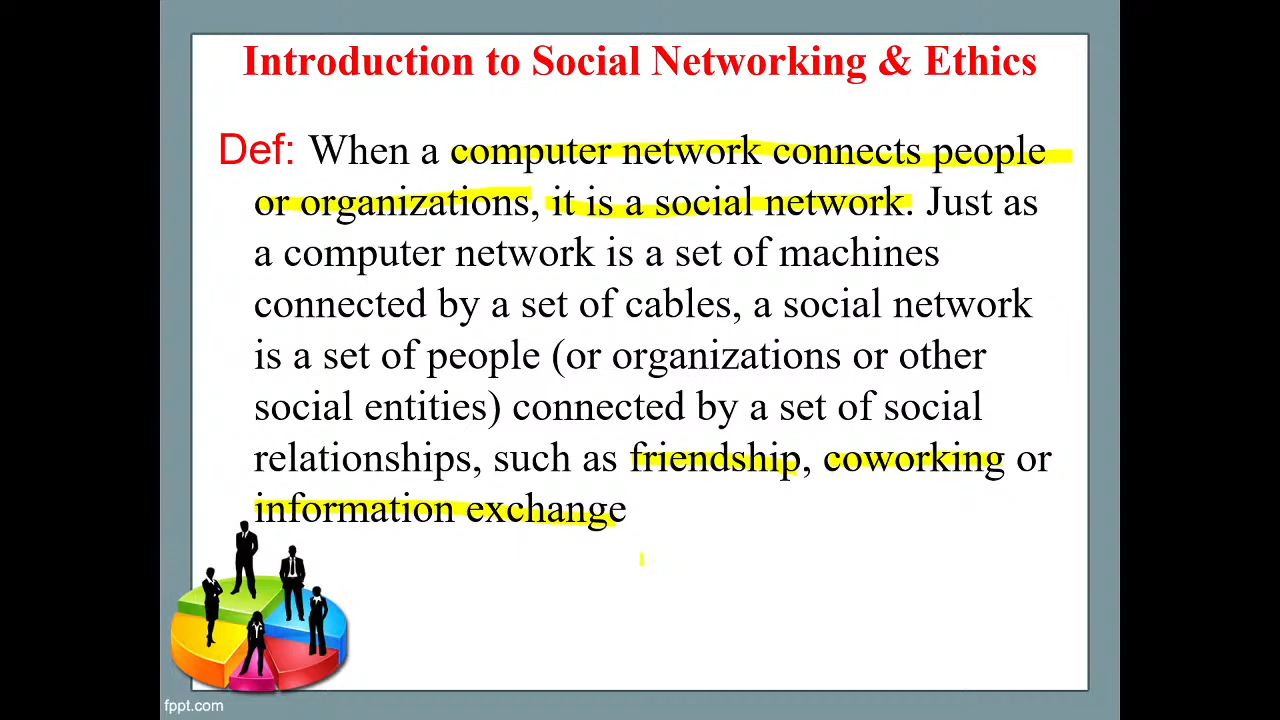 Introduction to Social Networking & Ethics
Def: When a computer network connects people
or organizations, it is a social network. Just as
a computer network is a set of machines
connected by a set of cables, a social network
is a set of people (or organizations or other
social entities) connected by a set of social
relationships, such as friendship, coworking or
information exchange
fppt.com